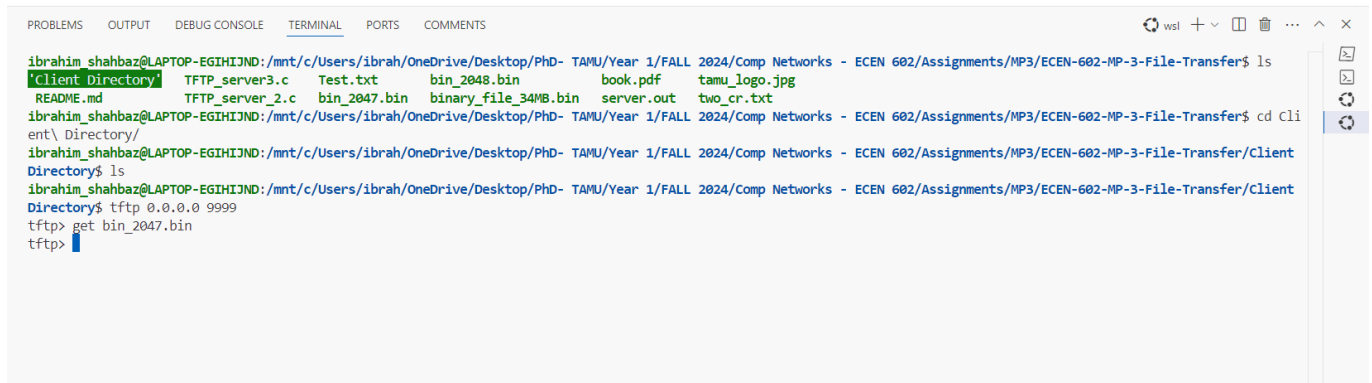 PROBLEMS OUTPUT DEBUG CONSOLE TERMINAL PORTS COMMENTS wsl
ibrahim_shahbaz@LAPTOP-EGIHIJND:/mnt/c/Users/ibrah/OneDrive/Desktop/PhD- TAMU/Year 1/FALL 2024/Comp Networks - ECEN 602/Assignments/MP3/ECEN-602-MP-3-File-Transfer$ ls
'Client Directory' TFTP_server3.c Test.txt bin_2048.bin book.pdf tamu_logo.jpg
README.md TFTP_server_2.c bin_2047.bin binary_file_34MB.bin server.out two_cr.txt
ibrahim_shahbaz@LAPTOP-EGIHIJND:/mnt/c/Users/ibrah/OneDrive/Desktop/PhD- TAMU/Year 1/FALL 2024/Comp Networks - ECEN 602/Assignments/MP3/ECEN-602-MP-3-File-Transfer$ cd Cli
ent\ Directory/
ibrahim_shahbaz@LAPTOP-EGIHIJND:/mnt/c/Users/ibrah/OneDrive/Desktop/PhD- TAMU/Year 1/FALL 2024/Comp Networks - ECEN 602/Assignments/MP3/ECEN-602-MP-3-File-Transfer/Client
Directory$ ls
ibrahim_shahbaz@LAPTOP-EGIHIJND:/mnt/c/Users/ibrah/OneDrive/Desktop/PhD- TAMU/Year 1/FALL 2024/Comp Networks - ECEN 602/Assignments/MP3/ECEN-602-MP-3-File-Transfer/Client
Directory$ tftp 0.0.0.0 9999
tftp> get bin_2047.bin
tftp>